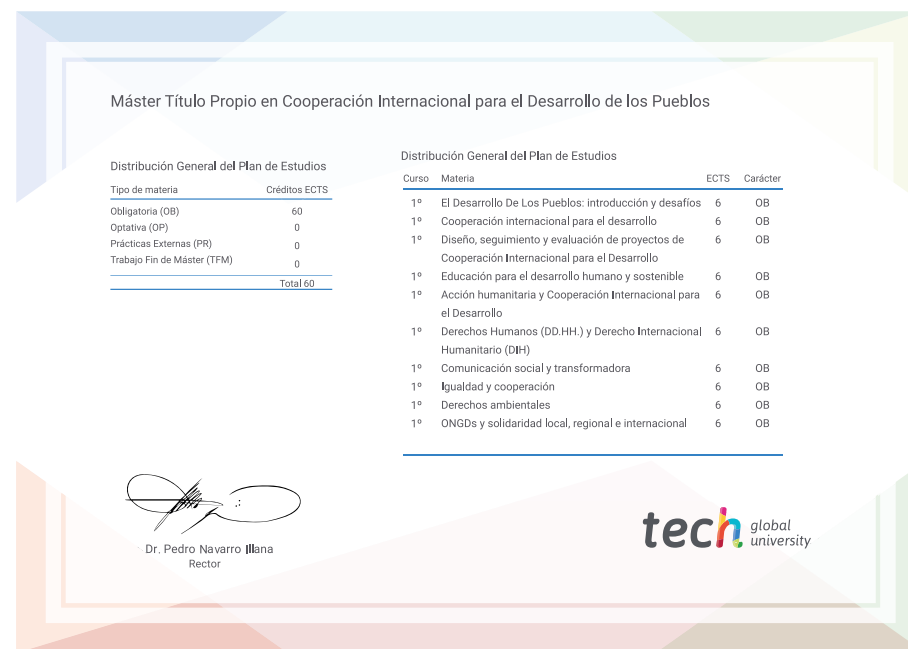 Máster Título Propio en Cooperación Internacional para el Desarrollo de los Pueblos
Distribución General del Plan de Estudios
Tipo de materia Créditos ECTS
Obligatoria (OB) 60
Optativa (OP) 0
Prácticas Externas (PR) 0
Trabajo Fin de Máster (TFM) 0
Total 60
Distribución General del Plan de Estudios
Curso Materia ECTS Carácter
1º El Desarrollo De Los Pueblos: introducción y desafíos 6 OB
1º Cooperación internacional para el desarrollo 6 OB
1º Diseño, seguimiento y evaluación de proyectos de 6 OB
Cooperación Internacional para el Desarrollo
1º Educación para el desarrollo humano y sostenible 6 OB
1º Acción humanitaria y Cooperación Internacional para 6 OB
el Desarrollo
1º Derechos Humanos (DD.HH.) y Derecho Internacional 6 OB
Humanitario (DIH)
1º Comunicación social y transformadora 6 OB
1º Igualdad y cooperación 6 OB
1º Derechos ambientales 6 OB
1º ONGDs y solidaridad local, regional e internacional 6 OB
Dr. Pedro Navarro Illana
Rector
tech global
university